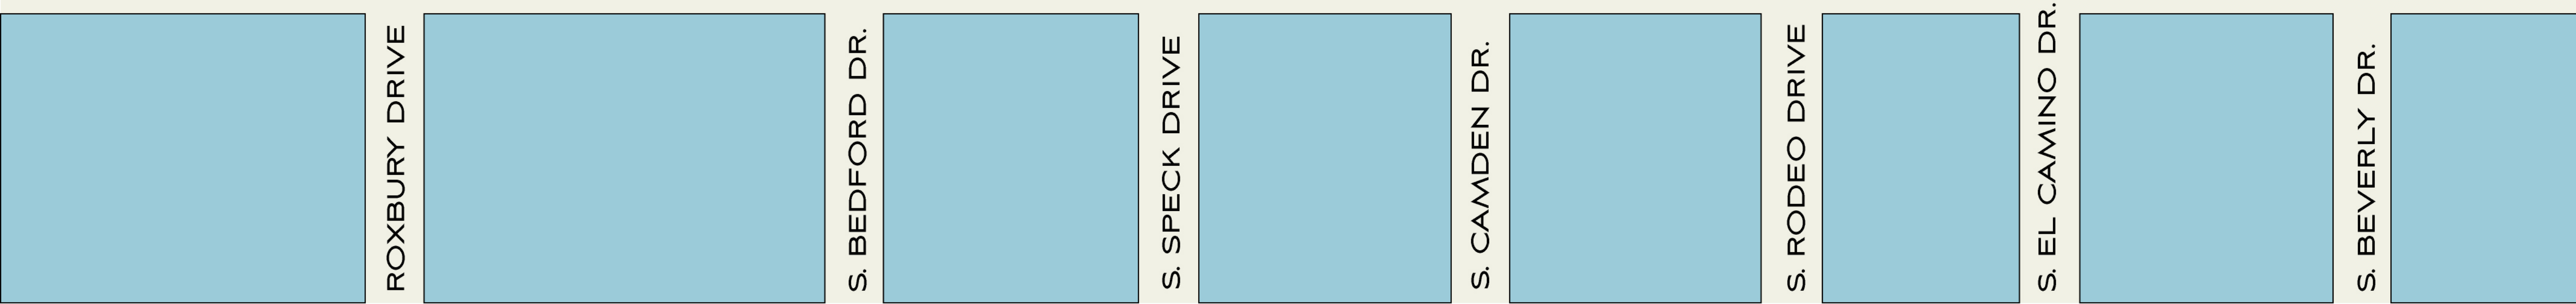 ROXBURY DRIVE
S. BEDFORD DR.
S. SPECK DRIVE
S. CAMDEN DR.
S. RODEO DRIVE
S. EL CAMINO DR.
S. BEVERLY DR.